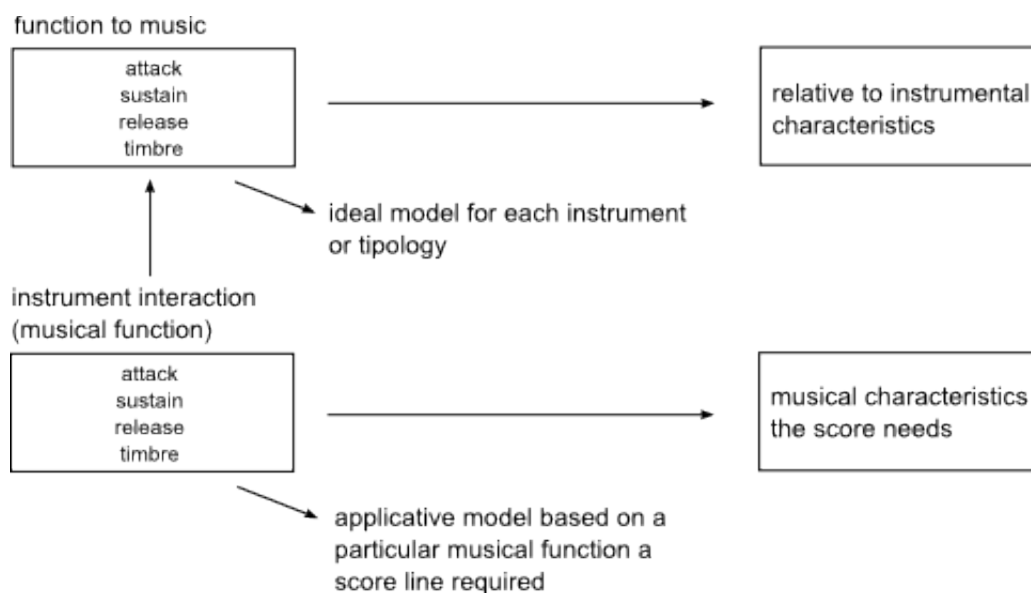 function to music
attack
sustain
release
timbre
relative to instrumental
characteristics
ideal model for each instrument
or tipology
instrument interaction
(musical function)
attack
sustain
release
timbre
musical characteristics
the score needs
applicative model based on a
particular musical function a
score line required